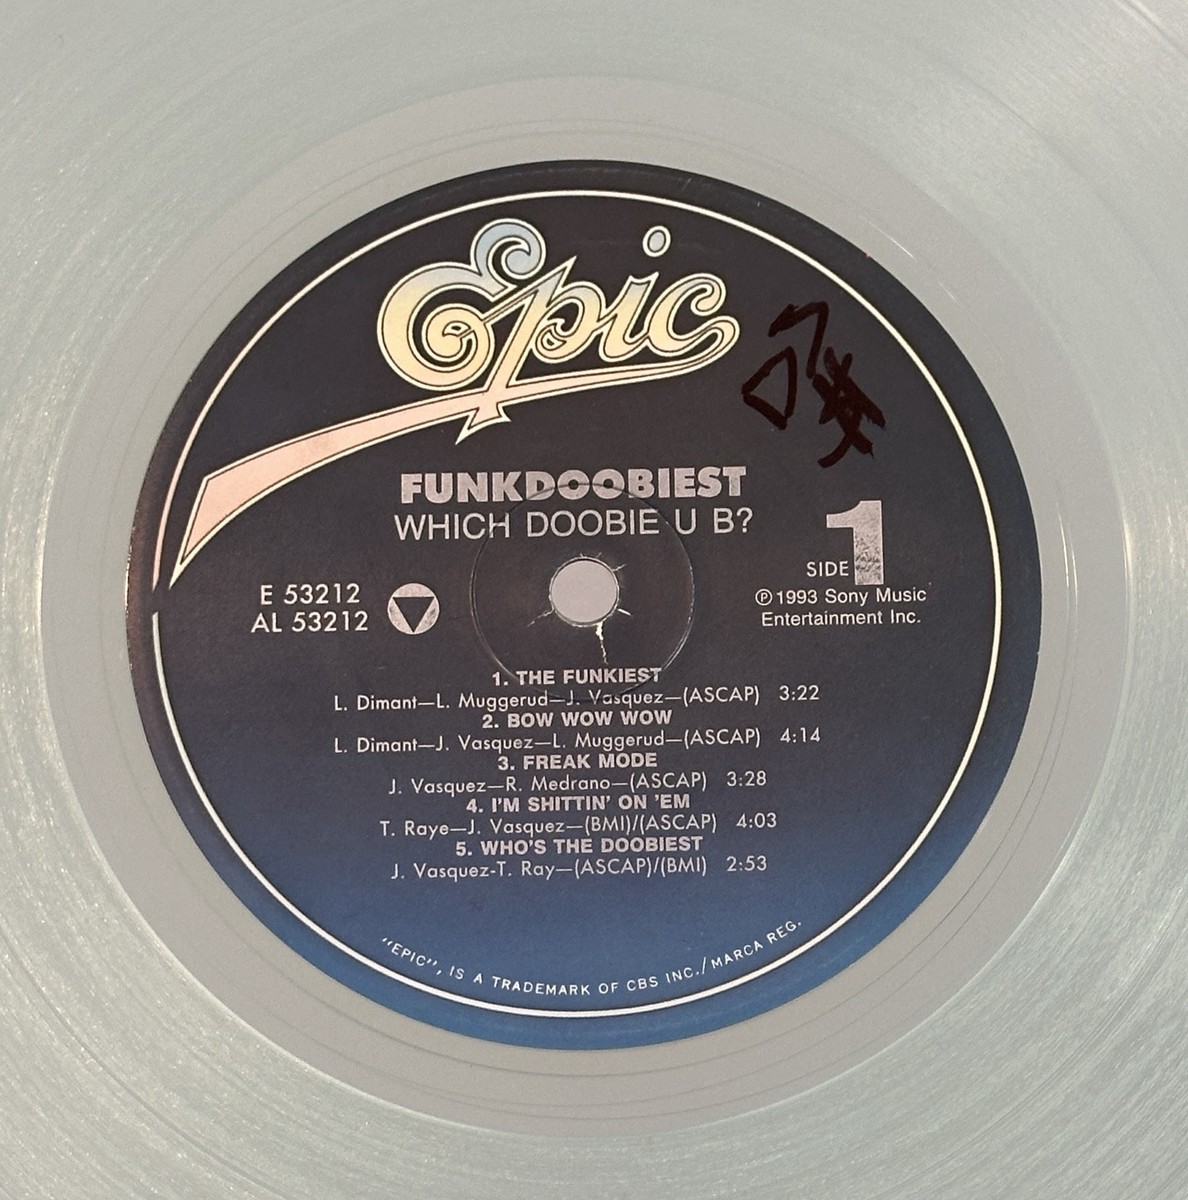 Epic
FUNKDOOBIEST
WHICH DOOBIE U B?
SIDE 1
E 53212
AL 53212
℗ 1993 Sony Music
Entertainment Inc.
1. THE FUNKIEST
L. Dimant—L. Muggerud—J. Vasquez—(ASCAP) 3:22
2. BOW WOW WOW
L. Dimant—J. Vasquez—L. Muggerud—(ASCAP) 4:14
3. FREAK MODE
J. Vasquez—R. Medrano—(ASCAP) 3:28
4. I'M SHITTIN' ON 'EM
T. Raye—J. Vasquez—(BMI)/(ASCAP) 4:03
5. WHO'S THE DOOBIEST
J. Vasquez-T. Ray—(ASCAP)/(BMI) 2:53
"EPIC", IS A TRADEMARK OF CBS INC./MARCA REG.